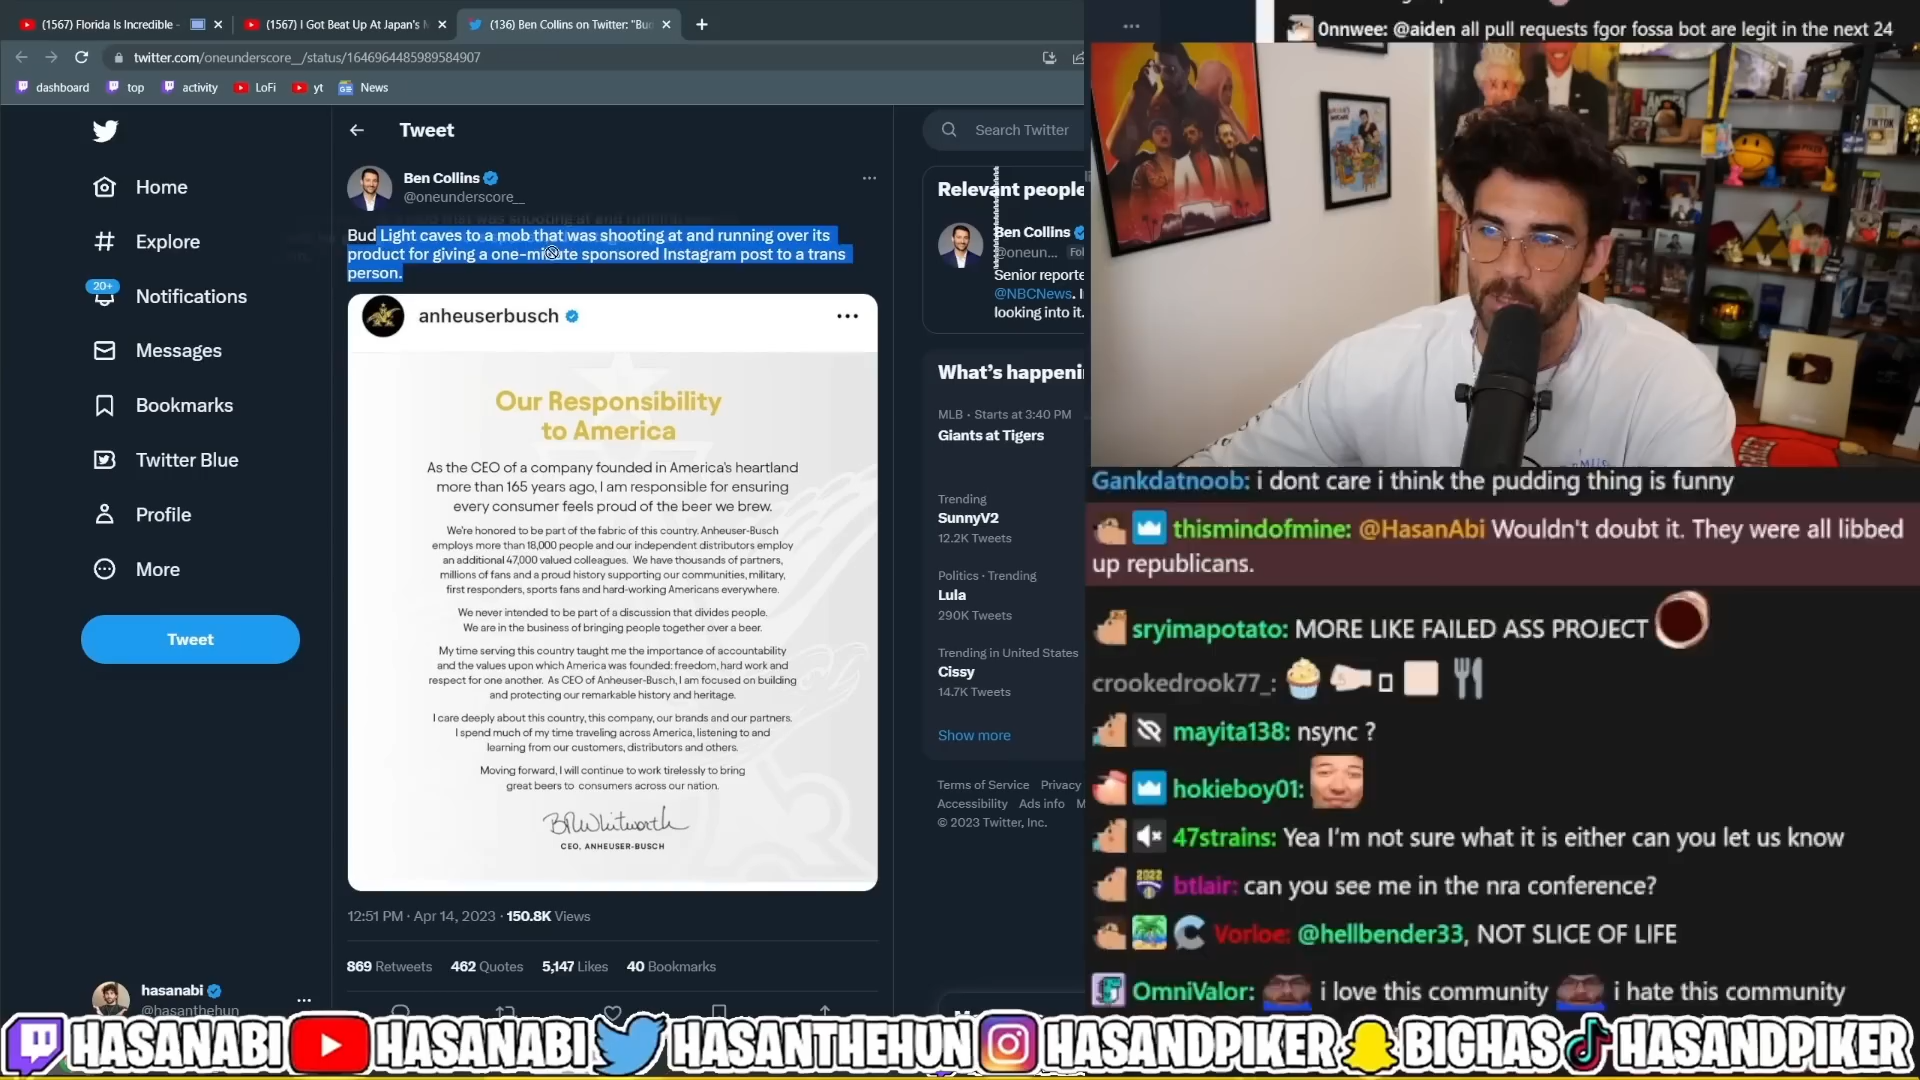 (1567) Florida Is Incredible -
(1567) I Got Beat Up At Japan's
(136) Ben Collins on Twitter: "Bud
twitter.com/oneunderscore__/status/1646964485989584907
dashboard
top
activity
LoFi
yt
News
Home
Explore
20+
Notifications
Messages
Bookmarks
Twitter Blue
Profile
More
Tweet
hasanabi
@hasanthehun
Tweet
Ben Collins
@oneunderscore__
Bud Light caves to a mob that was shooting at and running over its
product for giving a one-minute sponsored Instagram post to a trans
person.
anheuserbusch
Our Responsibility
to America
As the CEO of a company founded in America's heartland
more than 165 years ago, I am responsible for ensuring
every consumer feels proud of the beer we brew.
We're honored to be part of the fabric of this country. Anheuser-Busch
employs more than 18,000 people and our independent distributors employ
an additional 47,000 valued colleagues. We have thousands of partners,
millions of fans and a proud history supporting our communities, military,
first responders, sports fans and hard-working Americans everywhere.
We never intended to be part of a discussion that divides people.
We are in the business of bringing people together over a beer.
My time serving this country taught me the importance of accountability
and the values upon which America was founded: freedom, hard work and
respect for one another. As CEO of Anheuser-Busch, I am focused on building
and protecting our remarkable history and heritage.
I care deeply about this country, this company, our brands and our partners.
I spend much of my time traveling across America, listening to and
learning from our customers, distributors and others.
Moving forward, I will continue to work tirelessly to bring
great beers to consumers across our nation.
CEO, ANHEUSER-BUSCH
12:51 PM · Apr 14, 2023 · 150.8K Views
869 Retweets 462 Quotes 5,147 Likes 40 Bookmarks
Search Twitter
Relevant people
Ben Collins
@oneun... Fol
Senior reporte
@NBCNews. I
looking into it.
What's happeni
MLB · Starts at 3:40 PM
Giants at Tigers
Trending
SunnyV2
12.2K Tweets
Politics · Trending
Lula
290K Tweets
Trending in United States
Cissy
14.7K Tweets
Show more
Terms of Service Privacy
Accessibility Ads info M
© 2023 Twitter, Inc.
0nnwee: @aiden all pull requests fgor fossa bot are legit in the next 24
TIKTOK
Gankdatnoob: i dont care i think the pudding thing is funny
thismindofmine: @HasanAbi Wouldn't doubt it. They were all libbed
up republicans.
sryimapotato: MORE LIKE FAILED ASS PROJECT
crookedrook77_:
mayita138: nsync ?
hokieboy01:
47strains: Yea I'm not sure what it is either can you let us know
btlair: can you see me in the nra conference?
Vorloe: @hellbender33, NOT SLICE OF LIFE
OmniValor: i love this community i hate this community
HASANABI HASANABI HASANTHEHUN HASANDPIKER BIGHAS HASANDPIKER